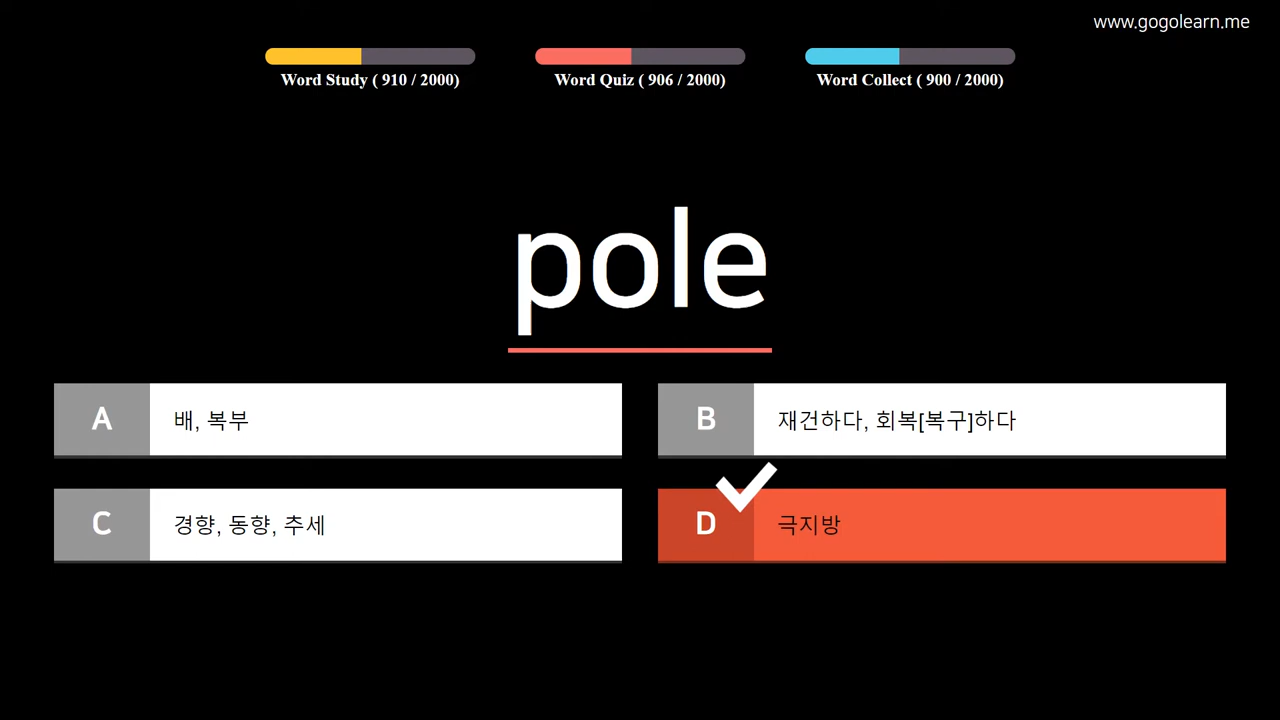 www.gogolearn.me
Word Study ( 910 / 2000)
Word Quiz ( 906 / 2000)
Word Collect ( 900 / 2000)
pole
A 배, 복부
B 재건하다, 회복[복구]하다
C 경향, 동향, 추세
D 극지방